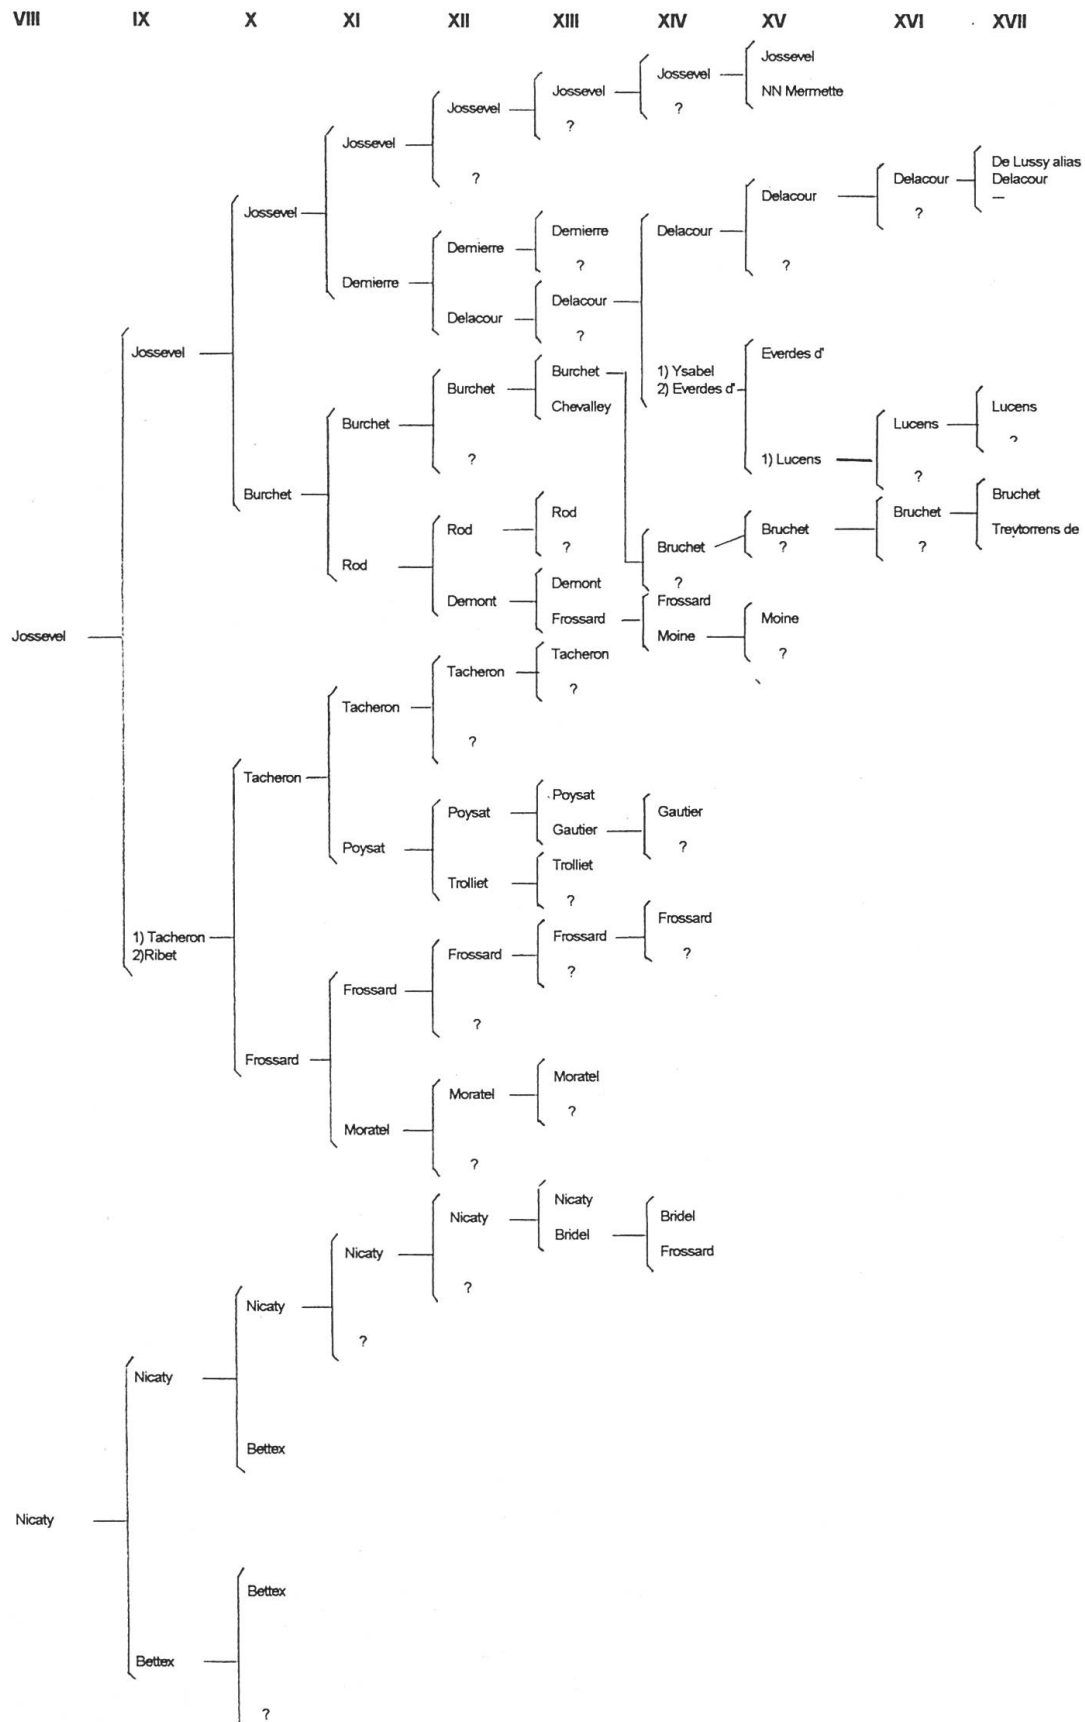 VIII IX X XI XII XIII XIV XV XVI XVII
Jossevel
NN Mermette
Jossevel
?
Jossevel
?
Jossevel
?
Jossevel
De Lussy alias
Delacour
—
Delacour
?
Delacour
?
Delacour
1) Ysabel
2) Everdes d'
Jossevel
Demierre
Demierre
?
Demierre
Delacour
?
Delacour
Jossevel
Everdes d'
1) Lucens
Lucens
?
Lucens
?
Burchet
Chevalley
Burchet
?
Burchet
Burchet
Rod
Rod
?
Rod
Demont
Frossard
Demont
Bruchet
?
Bruchet
?
Bruchet
?
Bruchet
Treytorrens de
Frossard
Moine
Moine
?
Jossevel
Tacheron
?
Tacheron
?
Tacheron
Tacheron
Poysat
Gautier
Poysat
Gautier
?
Poysat
Trolliet
Trolliet
?
1) Tacheron
2)Ribet
Frossard
?
Frossard
?
Frossard
?
Frossard
Frossard
Moratel
?
Moratel
?
Moratel
Nicaty
Bridel
Bridel
Frossard
Nicaty
?
Nicaty
?
Nicaty
Nicaty
Bettex
Nicaty
Bettex
Bettex
?